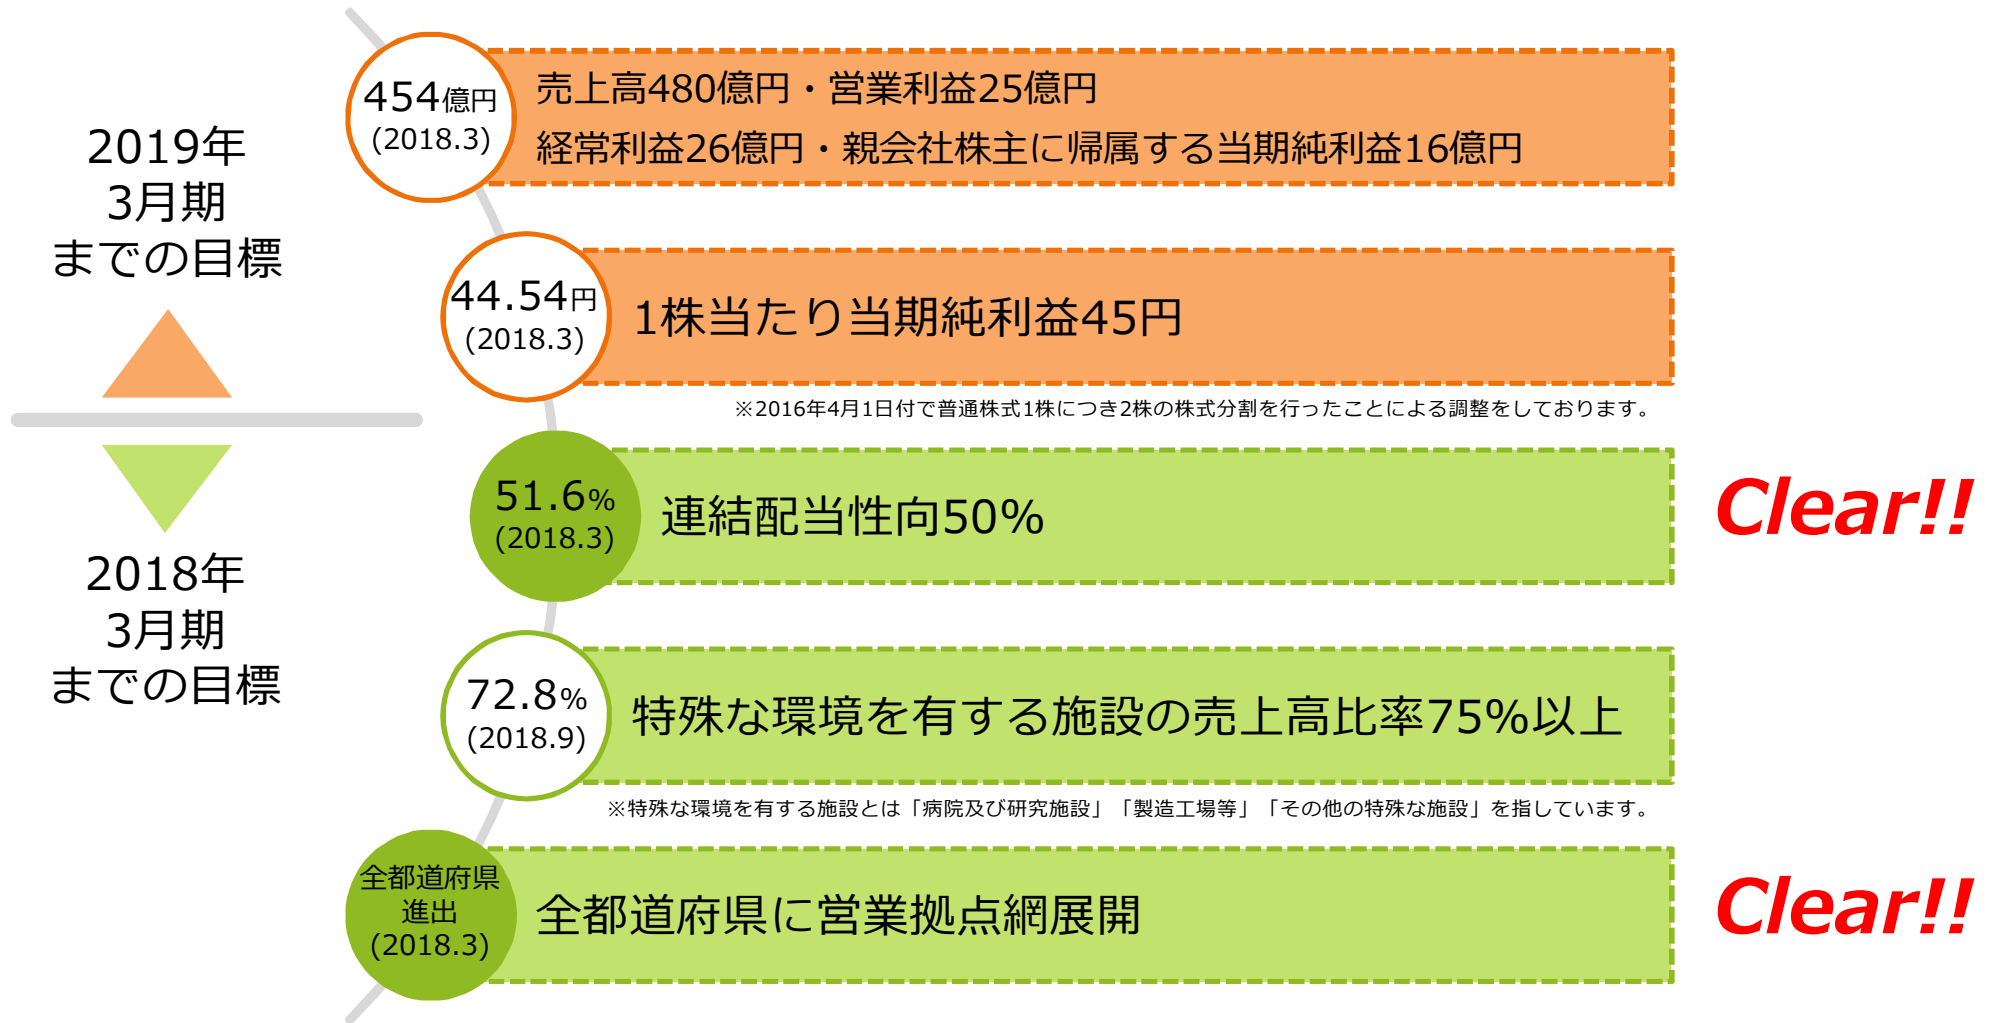 2019年
3月期
までの目標
454億円
(2018.3)
売上高480億円・営業利益25億円
経常利益26億円・親会社株主に帰属する当期純利益16億円
44.54円
(2018.3)
1株当たり当期純利益45円
※2016年4月1日付で普通株式1株につき2株の株式分割を行ったことによる調整をしております。
2018年
3月期
までの目標
51.6%
(2018.3)
連結配当性向50%
Clear!!
72.8%
(2018.9)
特殊な環境を有する施設の売上高比率75%以上
※特殊な環境を有する施設とは「病院及び研究施設」「製造工場等」「その他の特殊な施設」を指しています。
全都道府県
進出
(2018.3)
全都道府県に営業拠点網展開
Clear!!